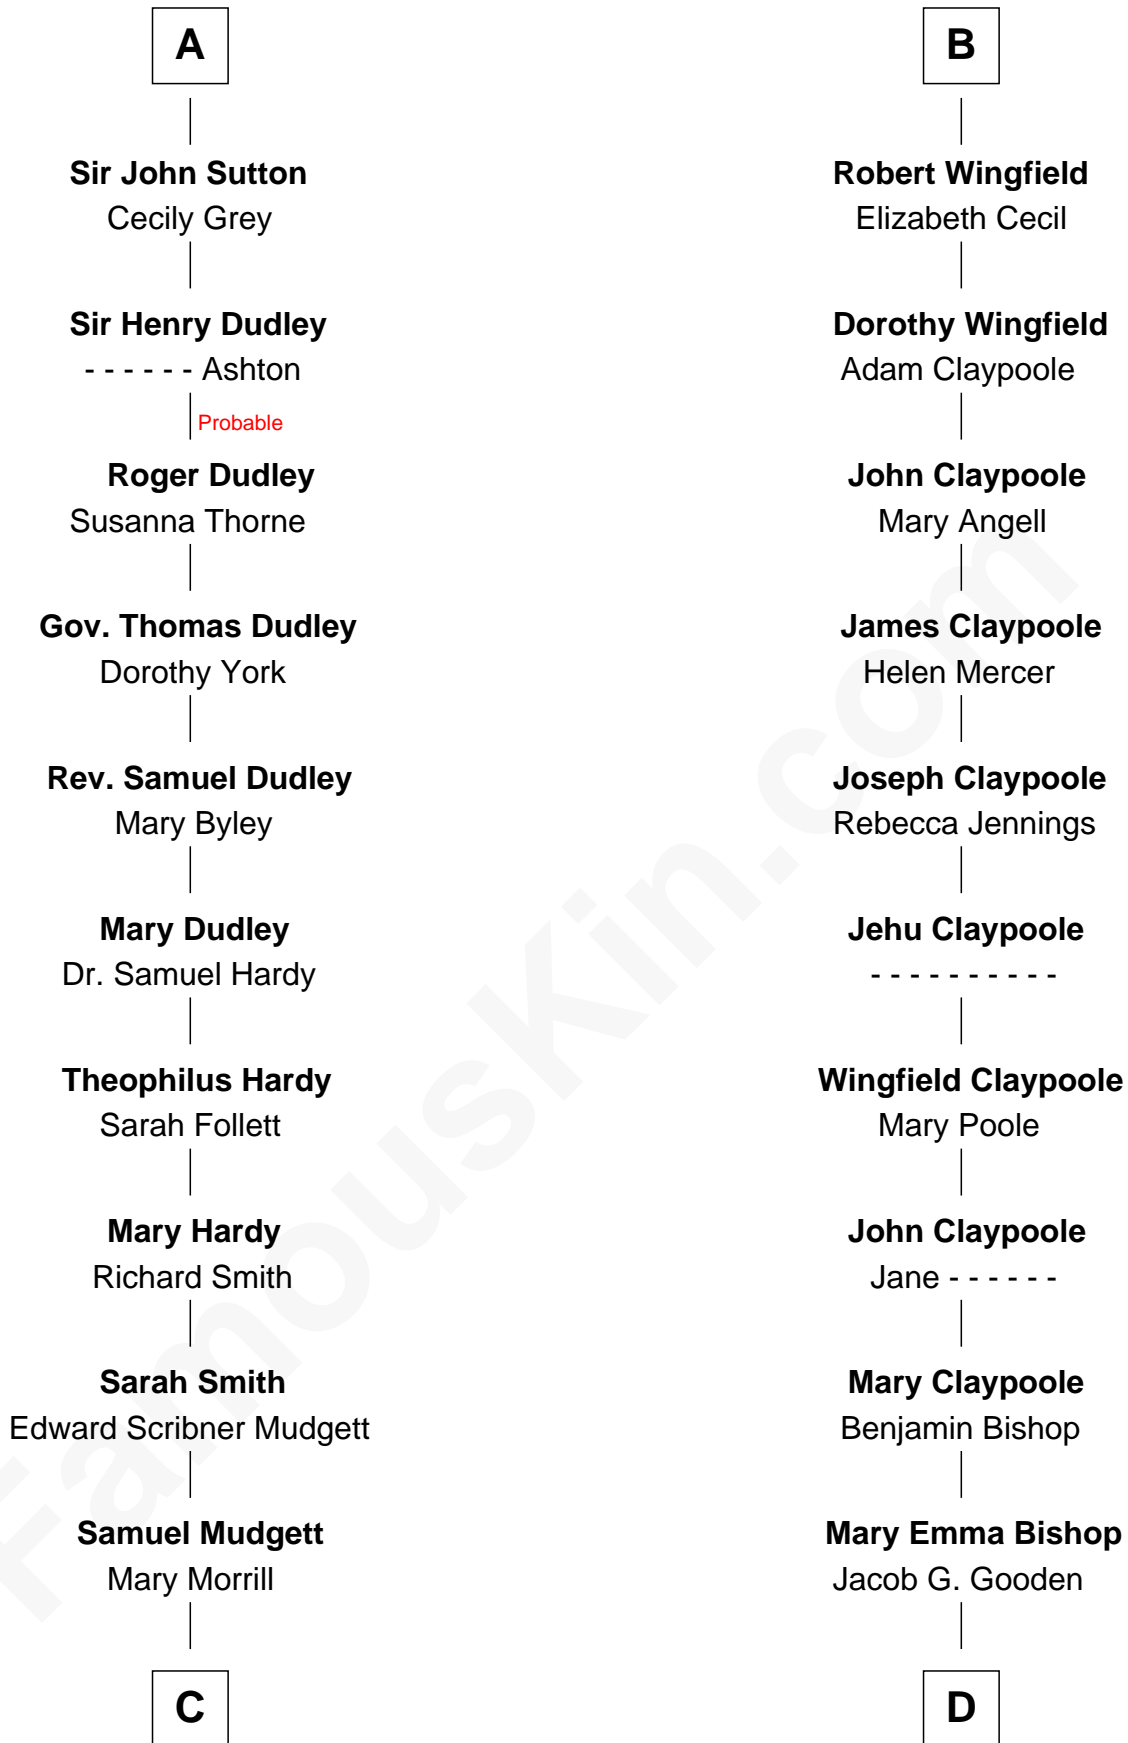 A
Sir John Sutton
Cecily Grey
Sir Henry Dudley
- - - - - - Ashton
Probable
Roger Dudley
Susanna Thorne
Gov. Thomas Dudley
Dorothy York
Rev. Samuel Dudley
Mary Byley
Mary Dudley
Dr. Samuel Hardy
Theophilus Hardy
Sarah Follett
Mary Hardy
Richard Smith
Sarah Smith
Edward Scribner Mudgett
Samuel Mudgett
Mary Morrill
C
B
Robert Wingfield
Elizabeth Cecil
Dorothy Wingfield
Adam Claypoole
John Claypoole
Mary Angell
James Claypoole
Helen Mercer
Joseph Claypoole
Rebecca Jennings
Jehu Claypoole
- - - - - - - - - -
Wingfield Claypoole
Mary Poole
John Claypoole
Jane - - - - - -
Mary Claypoole
Benjamin Bishop
Mary Emma Bishop
Jacob G. Gooden
D
FamousKin.com